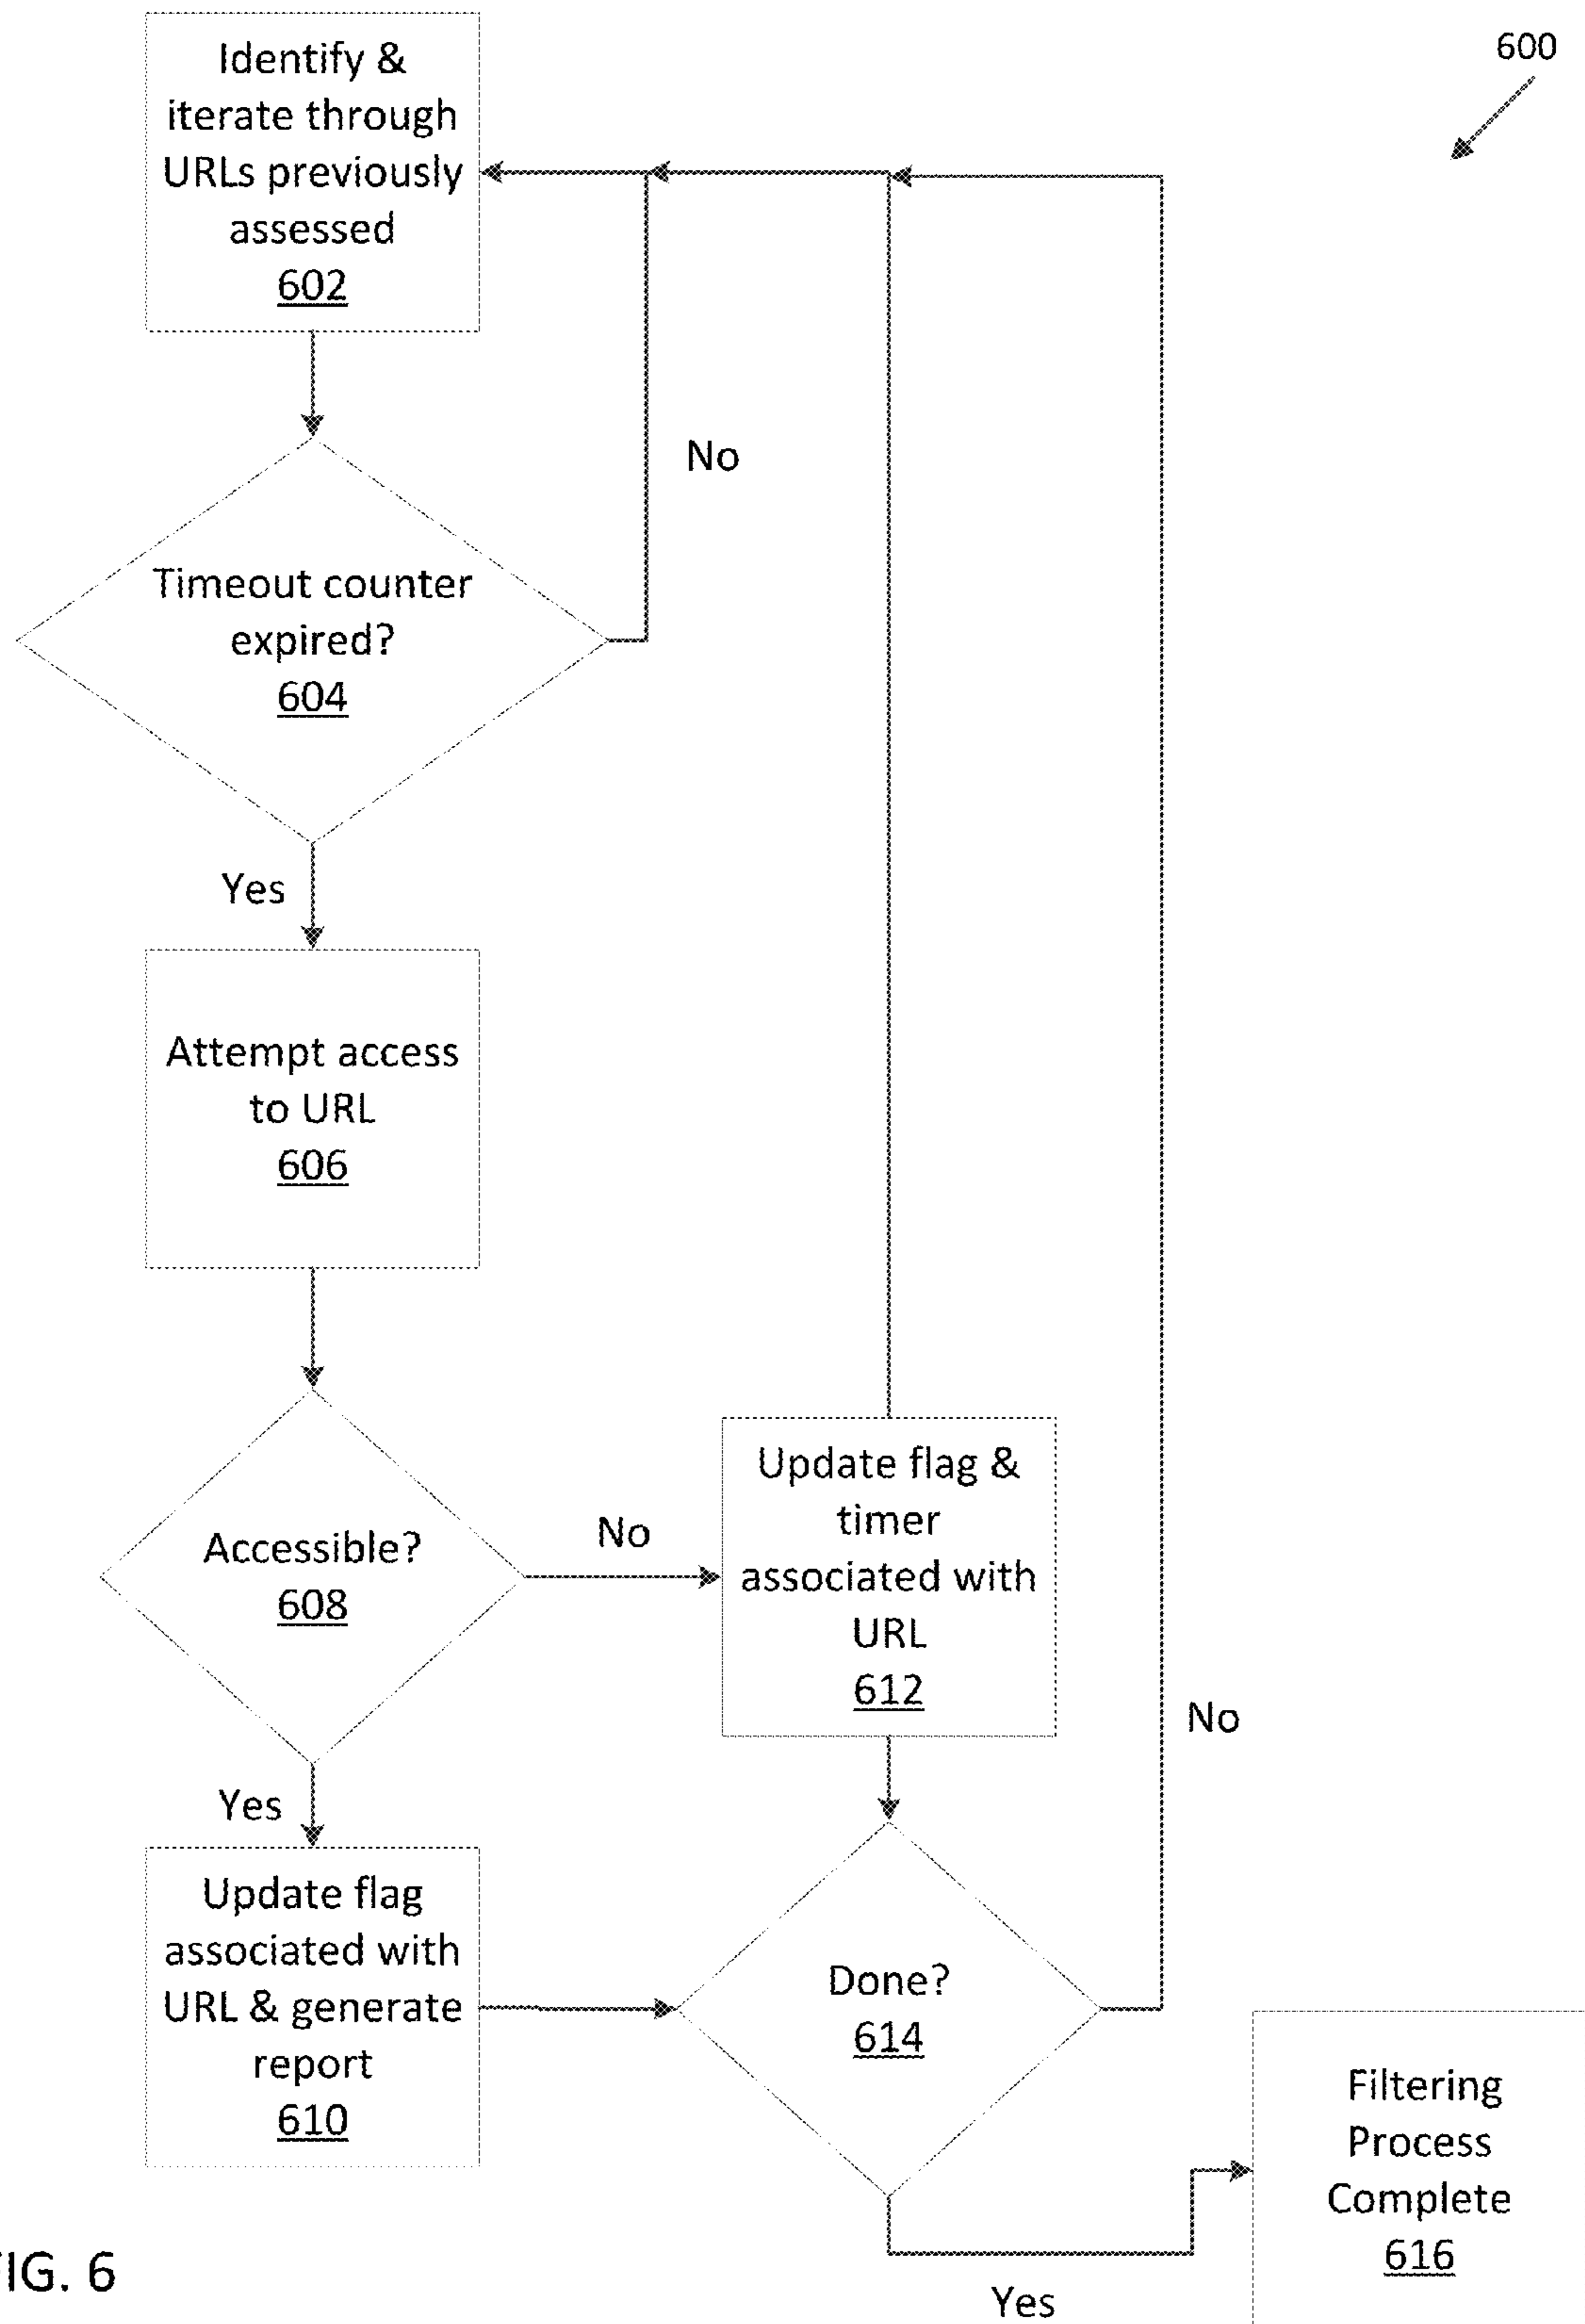 600
Identify &
iterate through
URLs previously
assessed
602
No
Timeout counter
expired?
604
Yes
Attempt access
to URL
606
Accessible?
608
No
Update flag &
timer
associated with
URL
612
No
Yes
Update flag
associated with
URL & generate
report
610
Done?
614
Filtering
Process
Complete
616
Yes
FIG. 6